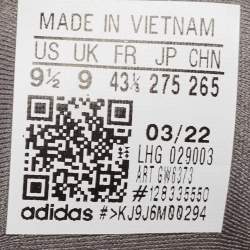 MADE IN VIETNAM
US UK FR JP CHN
9½ 9 43⅓ 275 265
03/22
LHG 029003
ART GW6373
#128335550
adidas #>KJ9J6M00294